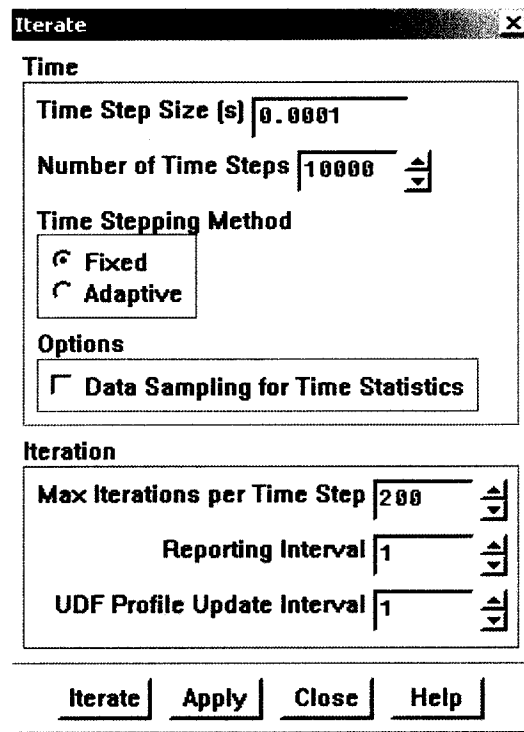 Iterate
Time
Time Step Size (s) 0.0001
Number of Time Steps 10000
Time Stepping Method
Fixed
Adaptive
Options
Data Sampling for Time Statistics
Iteration
Max Iterations per Time Step 200
Reporting Interval 1
UDF Profile Update Interval 1
Iterate Apply Close Help